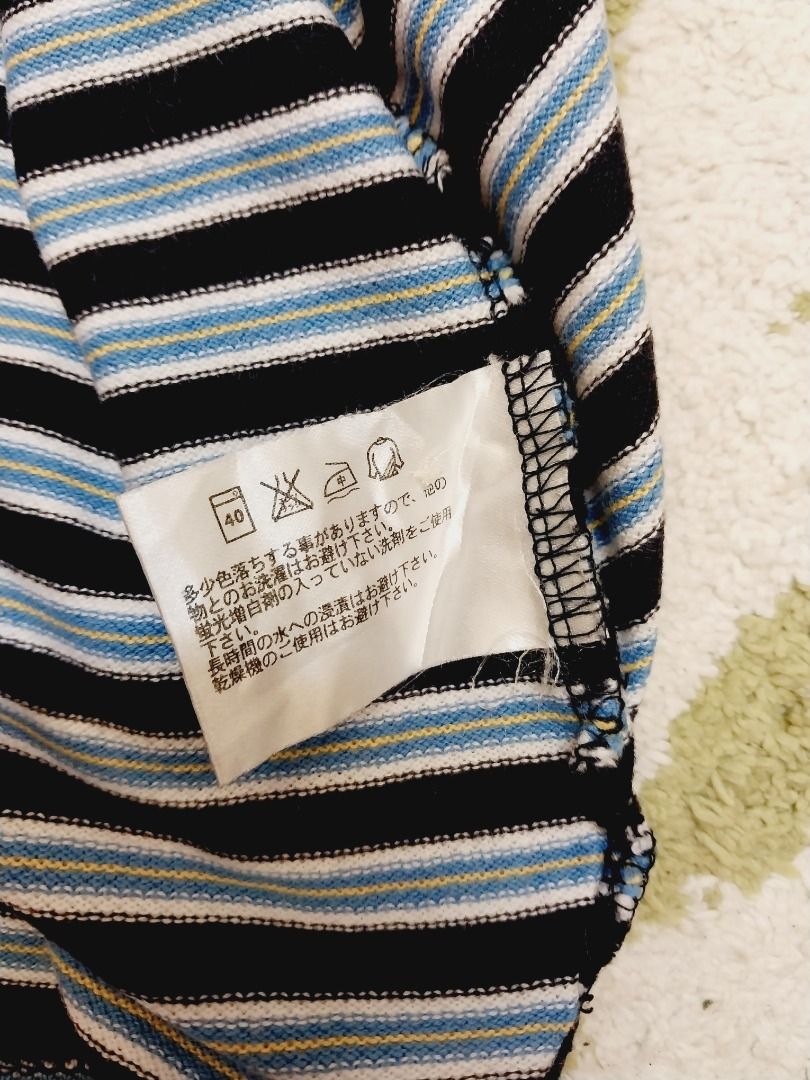 40 エンソ 中
多少色落ちする事がありますので、他の
物とのお洗濯はお避け下さい。
蛍光増白剤の入っていない洗剤をご使用
下さい。
長時間の水への浸漬はお避け下さい。
乾燥機のご使用はお避け下さい。